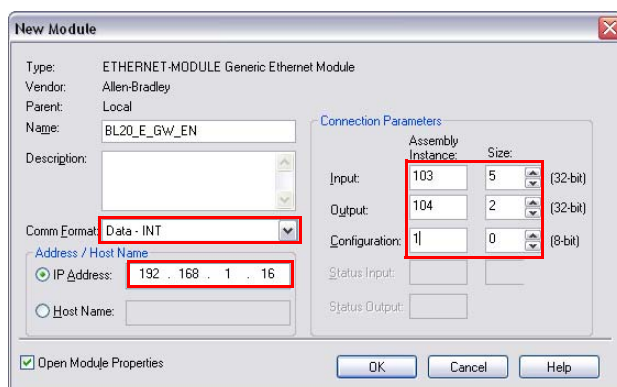 New Module
Type: ETHERNET-MODULE Generic Ethernet Module
Vendor: Allen-Bradley
Parent: Local
Name: BL20_E_GW_EN
Description:
Comm Format: Data - INT
Address / Host Name
IP Address: 192 . 168 . 1 . 16
Host Name:
Connection Parameters
Assembly Instance: Size:
Input: 103 5 (32-bit)
Output: 104 2 (32-bit)
Configuration: 1 0 (8-bit)
Status Input:
Status Output:
Open Module Properties
OK Cancel Help